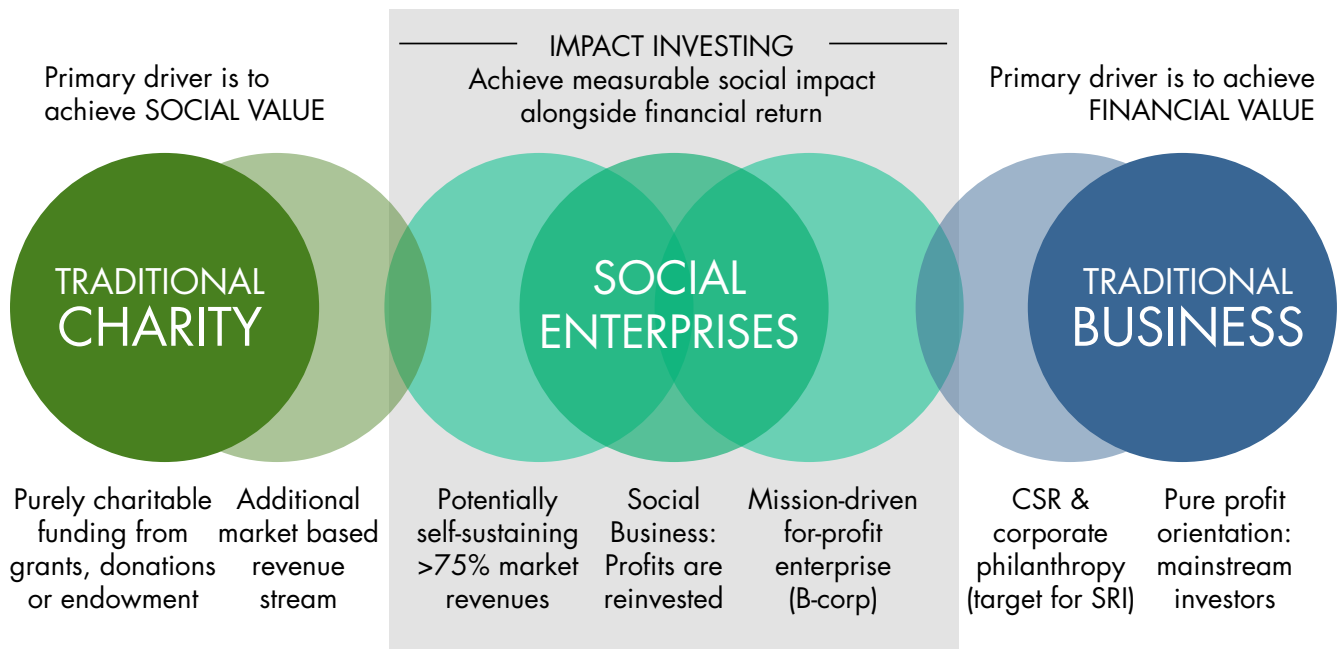 Primary driver is to
achieve SOCIAL VALUE
IMPACT INVESTING
Achieve measurable social impact
alongside financial return
Primary driver is to achieve
FINANCIAL VALUE
TRADITIONAL
CHARITY
SOCIAL
ENTERPRISES
TRADITIONAL
BUSINESS
Purely charitable
funding from
grants, donations
or endowment
Additional
market based
revenue
stream
Potentially
self-sustaining
>75% market
revenues
Social
Business:
Profits are
reinvested
Mission-driven
for-profit
enterprise
(B-corp)
CSR &
corporate
philanthropy
(target for SRI)
Pure profit
orientation:
mainstream
investors